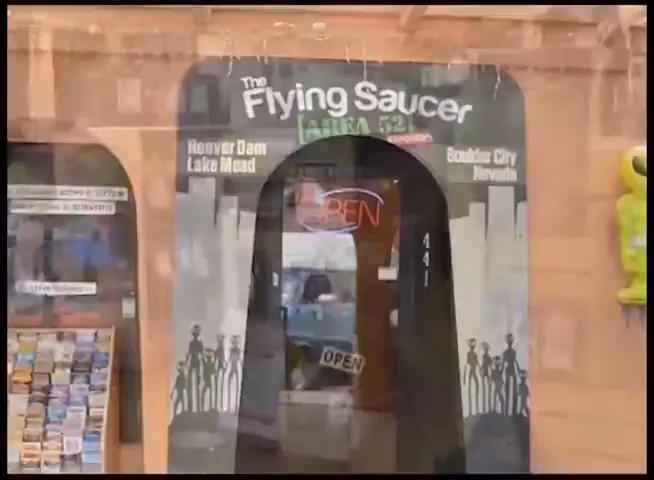 The
Flying Saucer
AREA 52
Hoover Dam
Lake Mead
Boulder City
Nevada
OPEN
441
OPEN